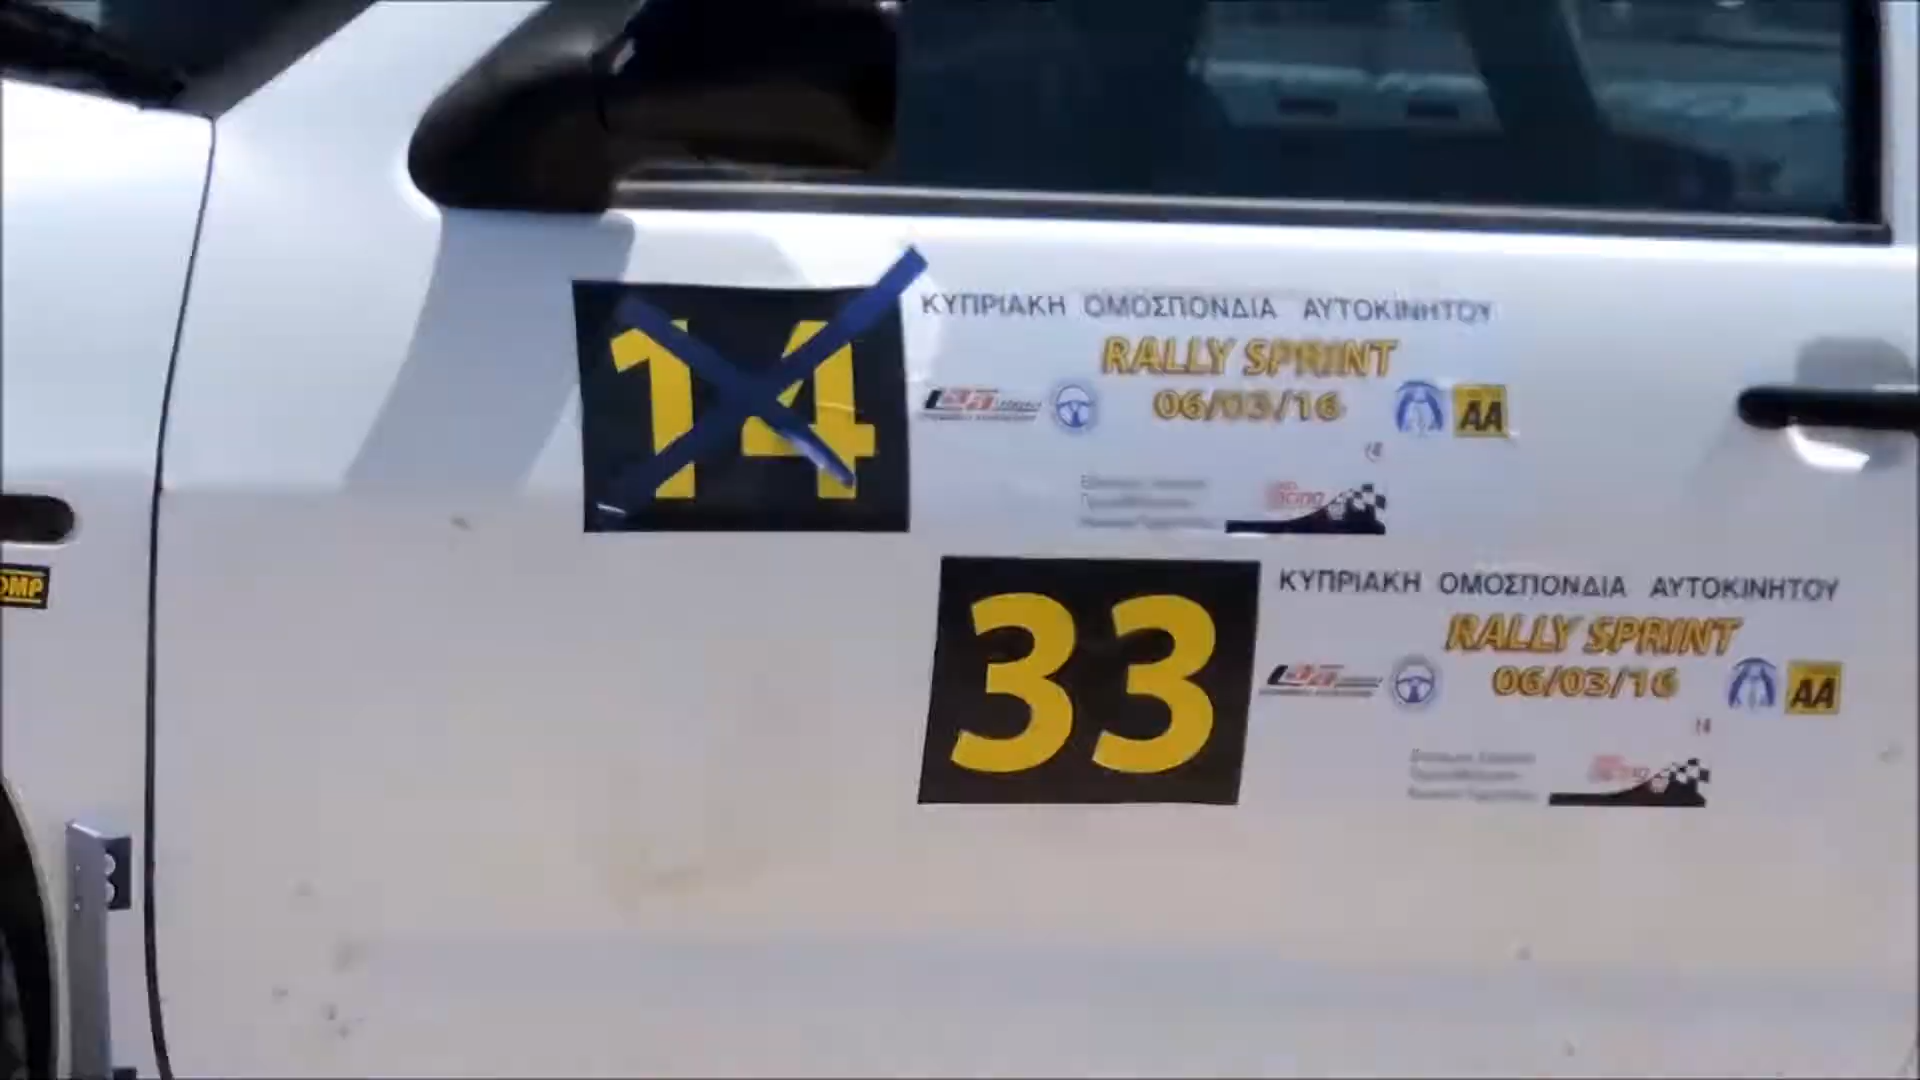 14
ΚΥΠΡΙΑΚΗ ΟΜΟΣΠΟΝΔΙΑ ΑΥΤΟΚΙΝΗΤΟΥ
RALLY SPRINT
06/03/16
AA
33
ΚΥΠΡΙΑΚΗ ΟΜΟΣΠΟΝΔΙΑ ΑΥΤΟΚΙΝΗΤΟΥ
RALLY SPRINT
06/03/16
AA
OMP